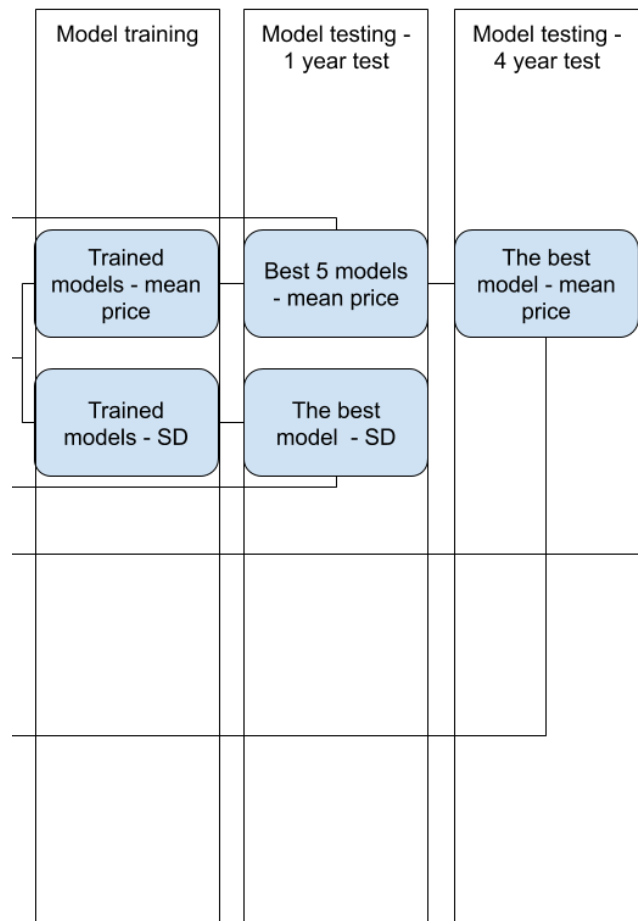 Model training
Model testing -
1 year test
Model testing -
4 year test
Trained
models - mean
price
Best 5 models
- mean price
The best
model - mean
price
Trained
models - SD
The best
model  - SD